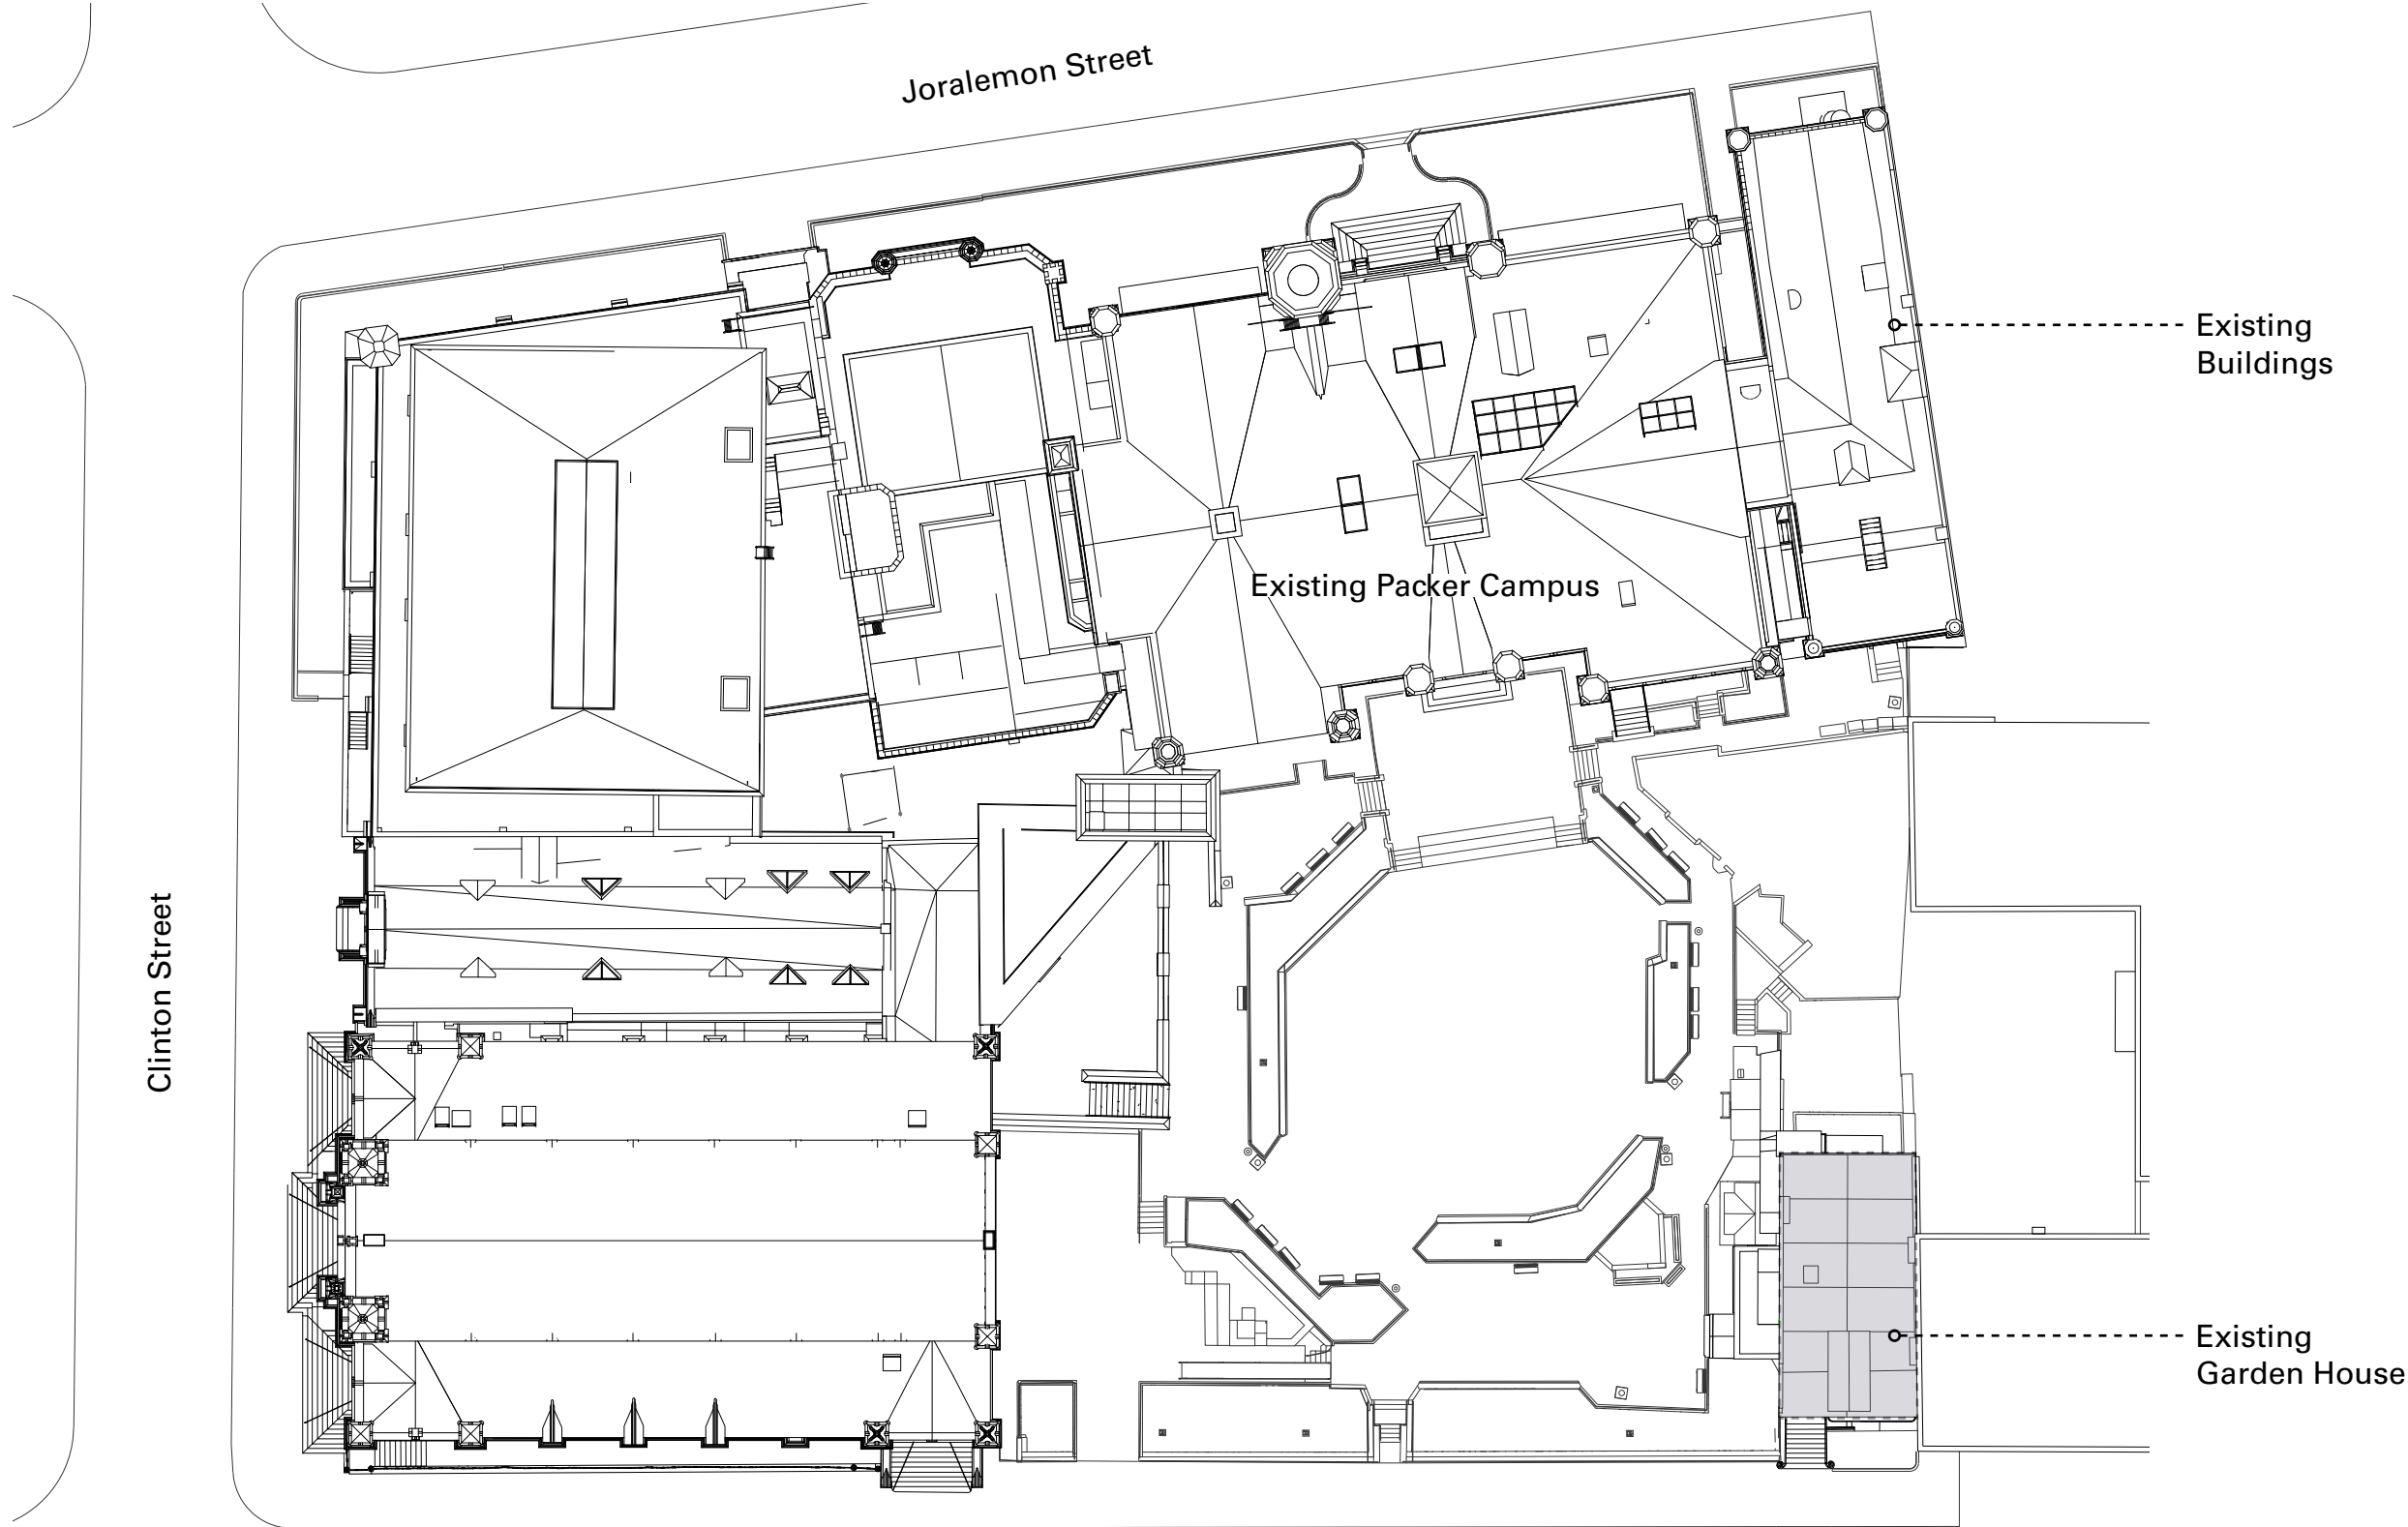 Joralemon Street
Existing
Buildings
Existing Packer Campus
Clinton Street
Existing
Garden House